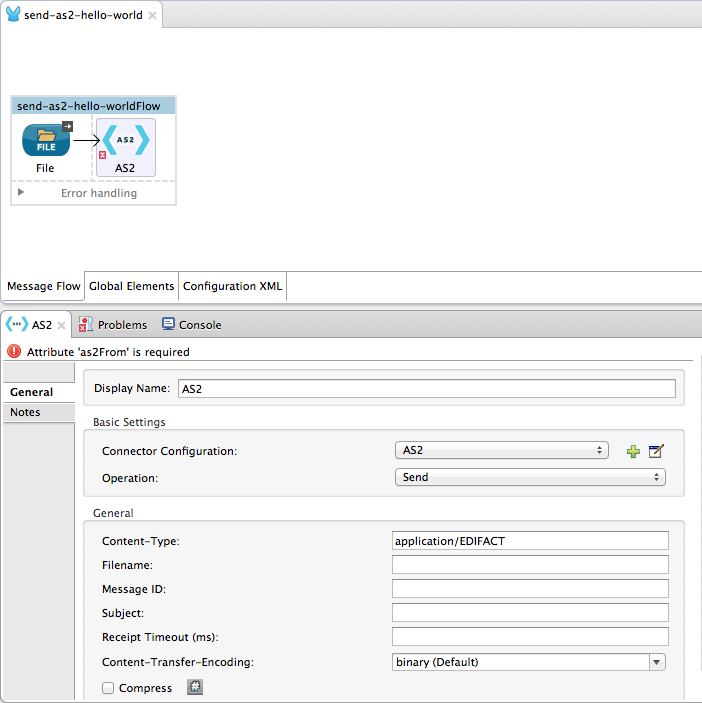 send-as2-hello-world
send-as2-hello-worldFlow
FILE
AS2
File
AS2
Error handling
Message Flow
Global Elements
Configuration XML
AS2
Problems
Console
Attribute 'as2From' is required
General
Notes
Display Name: AS2
Basic Settings
Connector Configuration: AS2
Operation: Send
General
Content-Type: application/EDIFACT
Filename:
Message ID:
Subject:
Receipt Timeout (ms):
Content-Transfer-Encoding: binary (Default)
Compress #